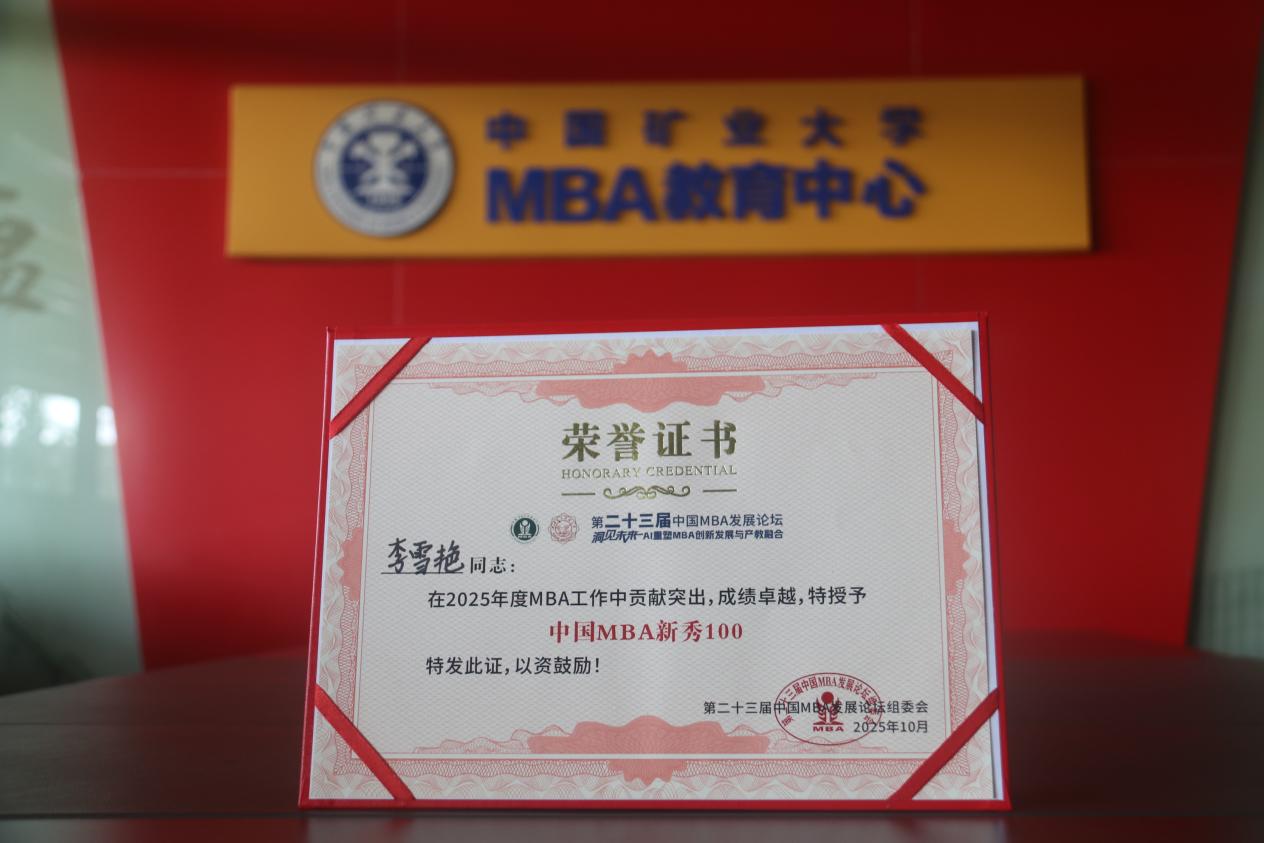 中国矿业大学
MBA教育中心
荣誉证书
HONORARY CREDENTIAL
第二十三届中国MBA发展论坛
洞见未来-AI重塑MBA创新发展与产教融合
李雪艳同志：
在2025年度MBA工作中贡献突出，成绩卓越，特授予
中国MBA新秀100
特发此证，以资鼓励！
第二十三届中国MBA发展论坛组委会
2025年10月
MBA